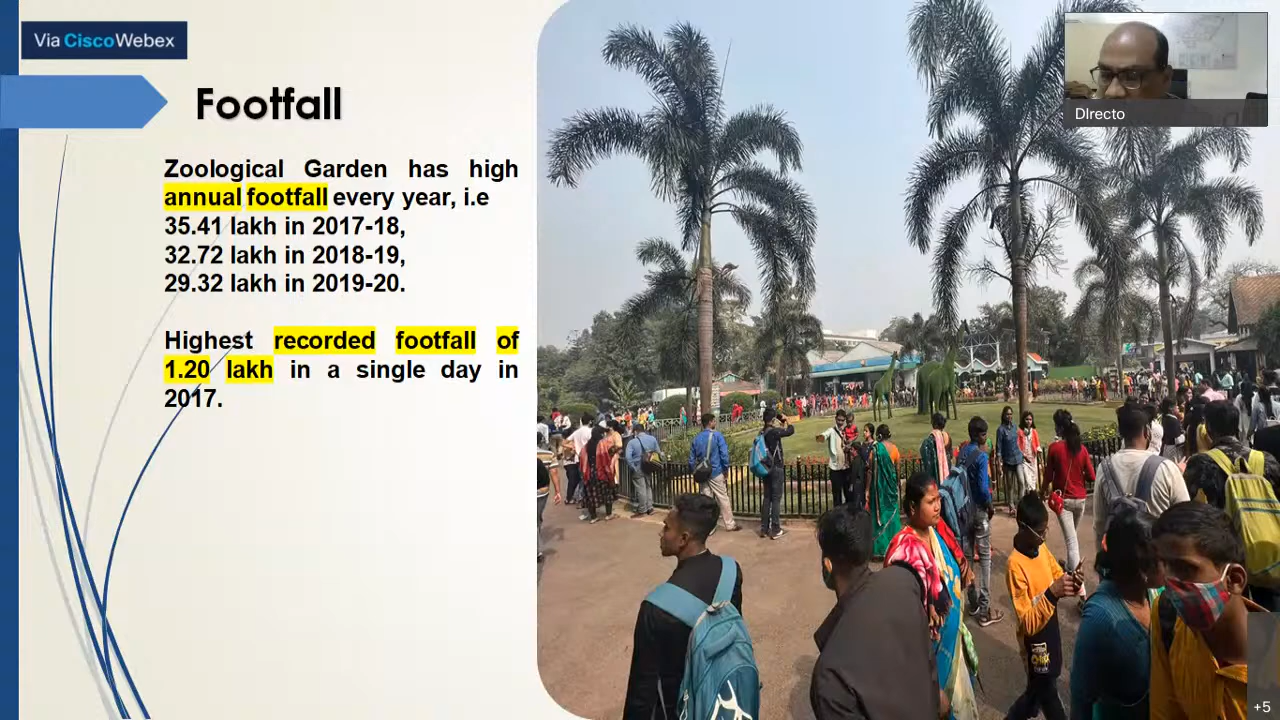 Via CiscoWebex
Footfall
Zoological Garden has high
annual footfall every year, i.e
35.41 lakh in 2017-18,
32.72 lakh in 2018-19,
29.32 lakh in 2019-20.
Highest recorded footfall of
1.20 lakh in a single day in
2017.
DIrecto
+5